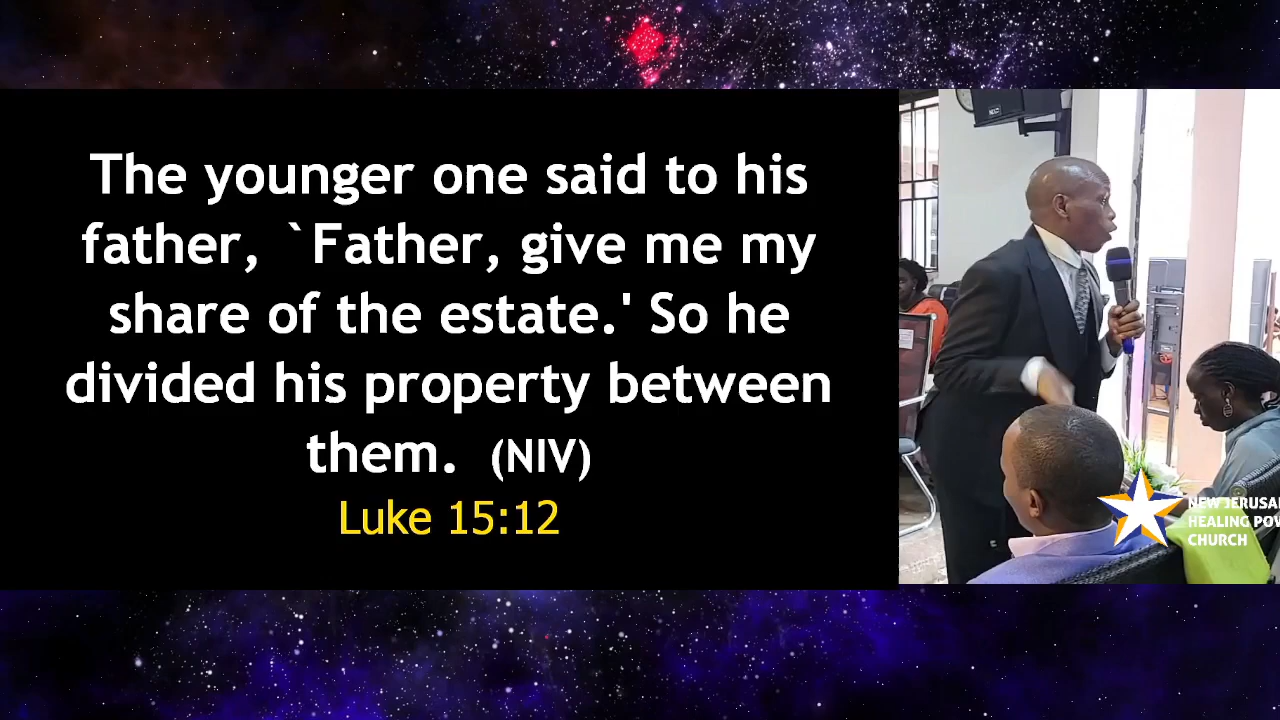 The younger one said to his
father, `Father, give me my
share of the estate.' So he
divided his property between
them. (NIV)
Luke 15:12
HEALING
CHURCH